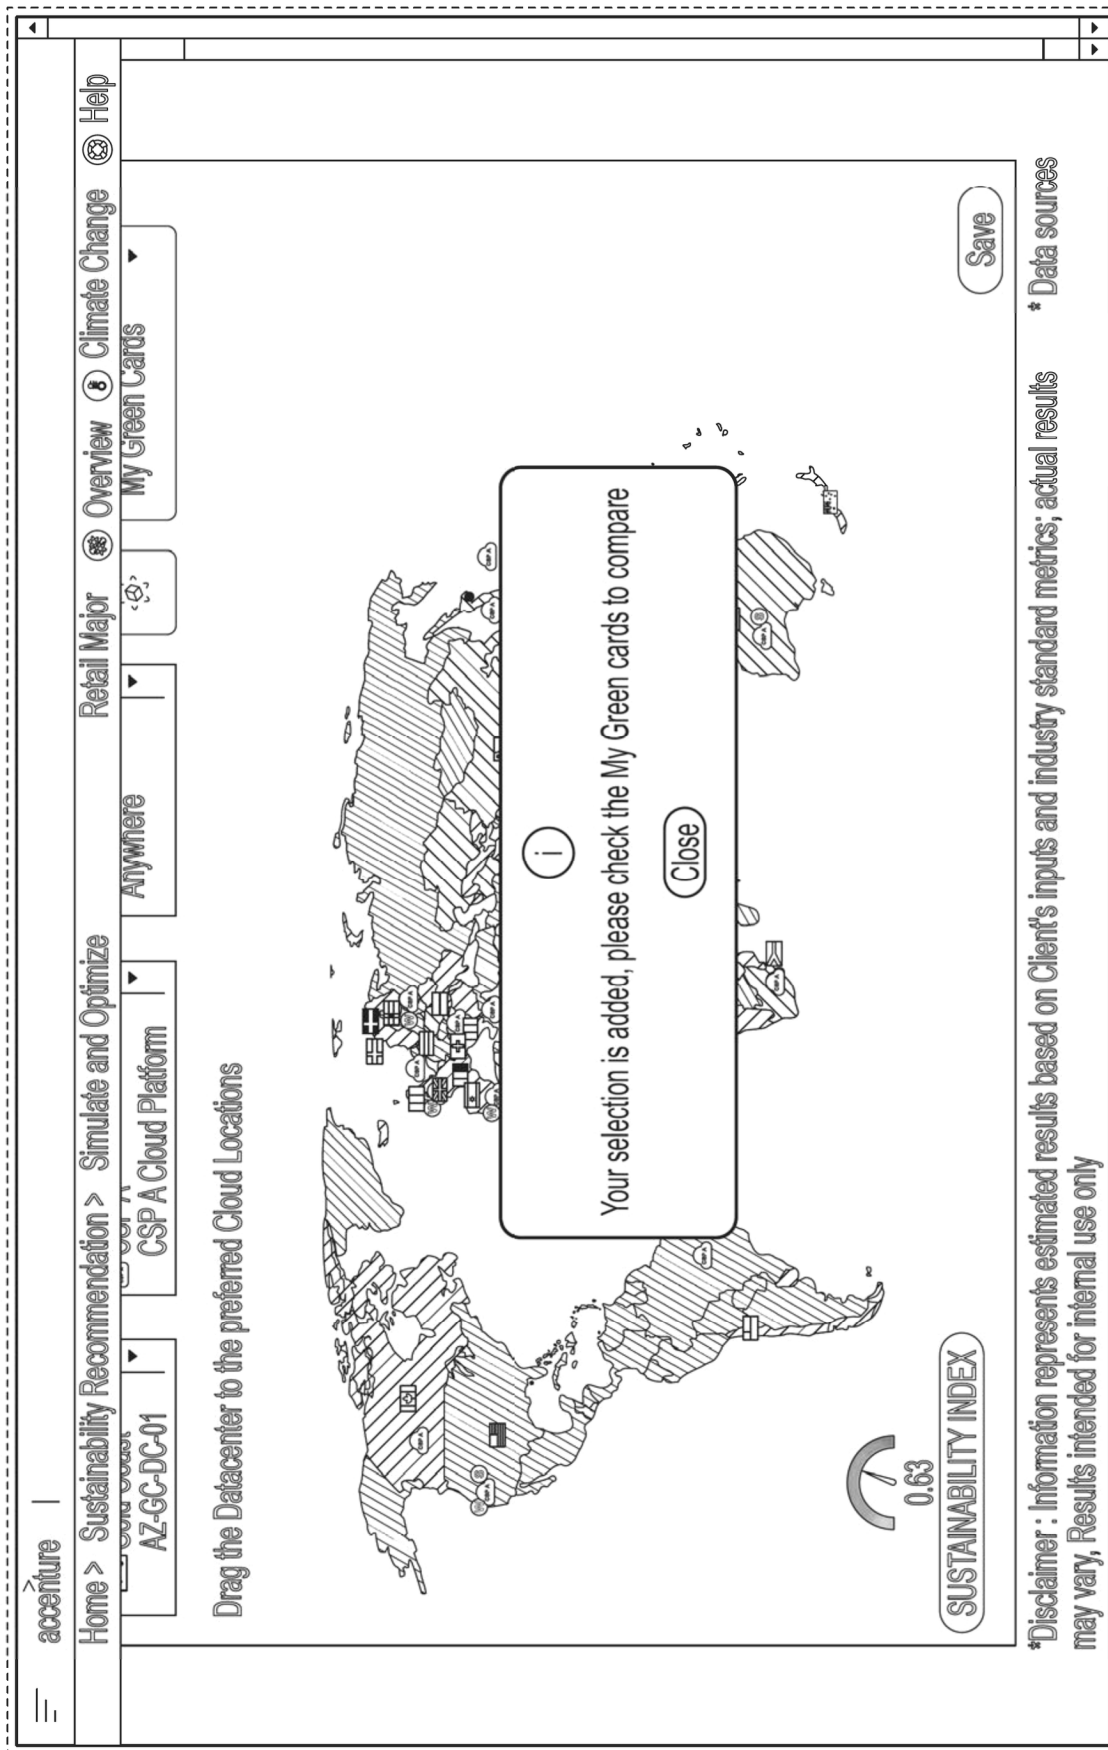 accenture
Home > Sustainability Recommendation > Simulate and Optimize
Retail Major Overview Climate Change Help
AZ-GC-DC-01
CSP A Cloud Platform
Anywhere
My Green Cards
Drag the Datacenter to the preferred Cloud Locations
CSP A
i
Your selection is added, please check the My Green cards to compare
Close
0.63
SUSTAINABILITY INDEX
Save
*Disclaimer : Information represents estimated results based on Client's inputs and industry standard metrics; actual results
may vary, Results intended for internal use only
* Data sources